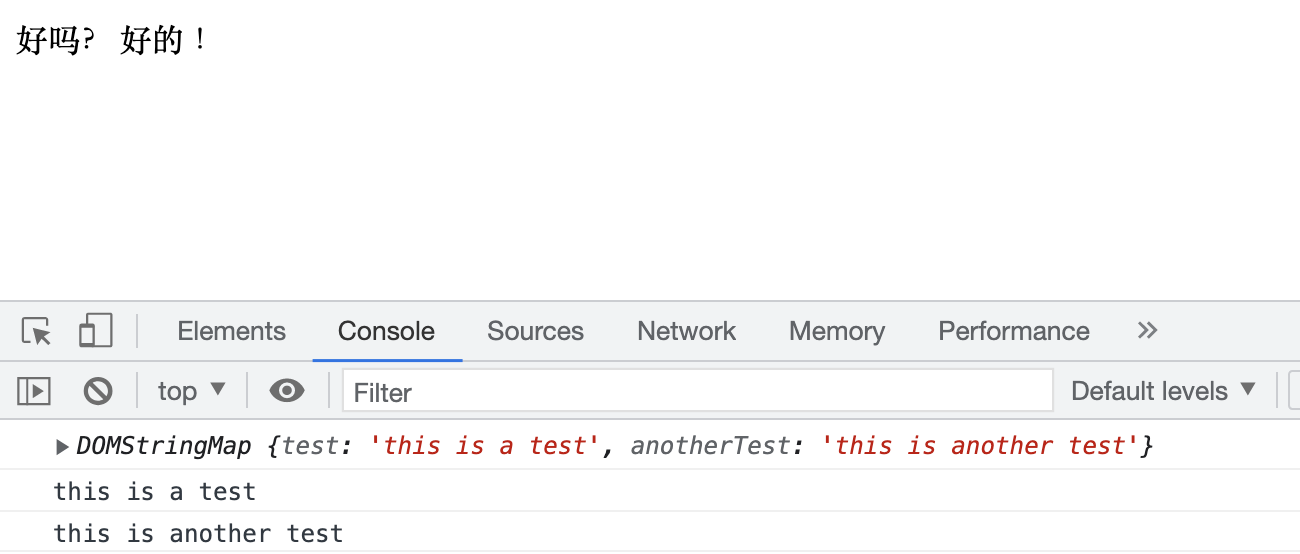 好吗? 好的！
Elements Console Sources Network Memory Performance
top Filter Default levels
DOMStringMap {test: 'this is a test', anotherTest: 'this is another test'}
this is a test
this is another test